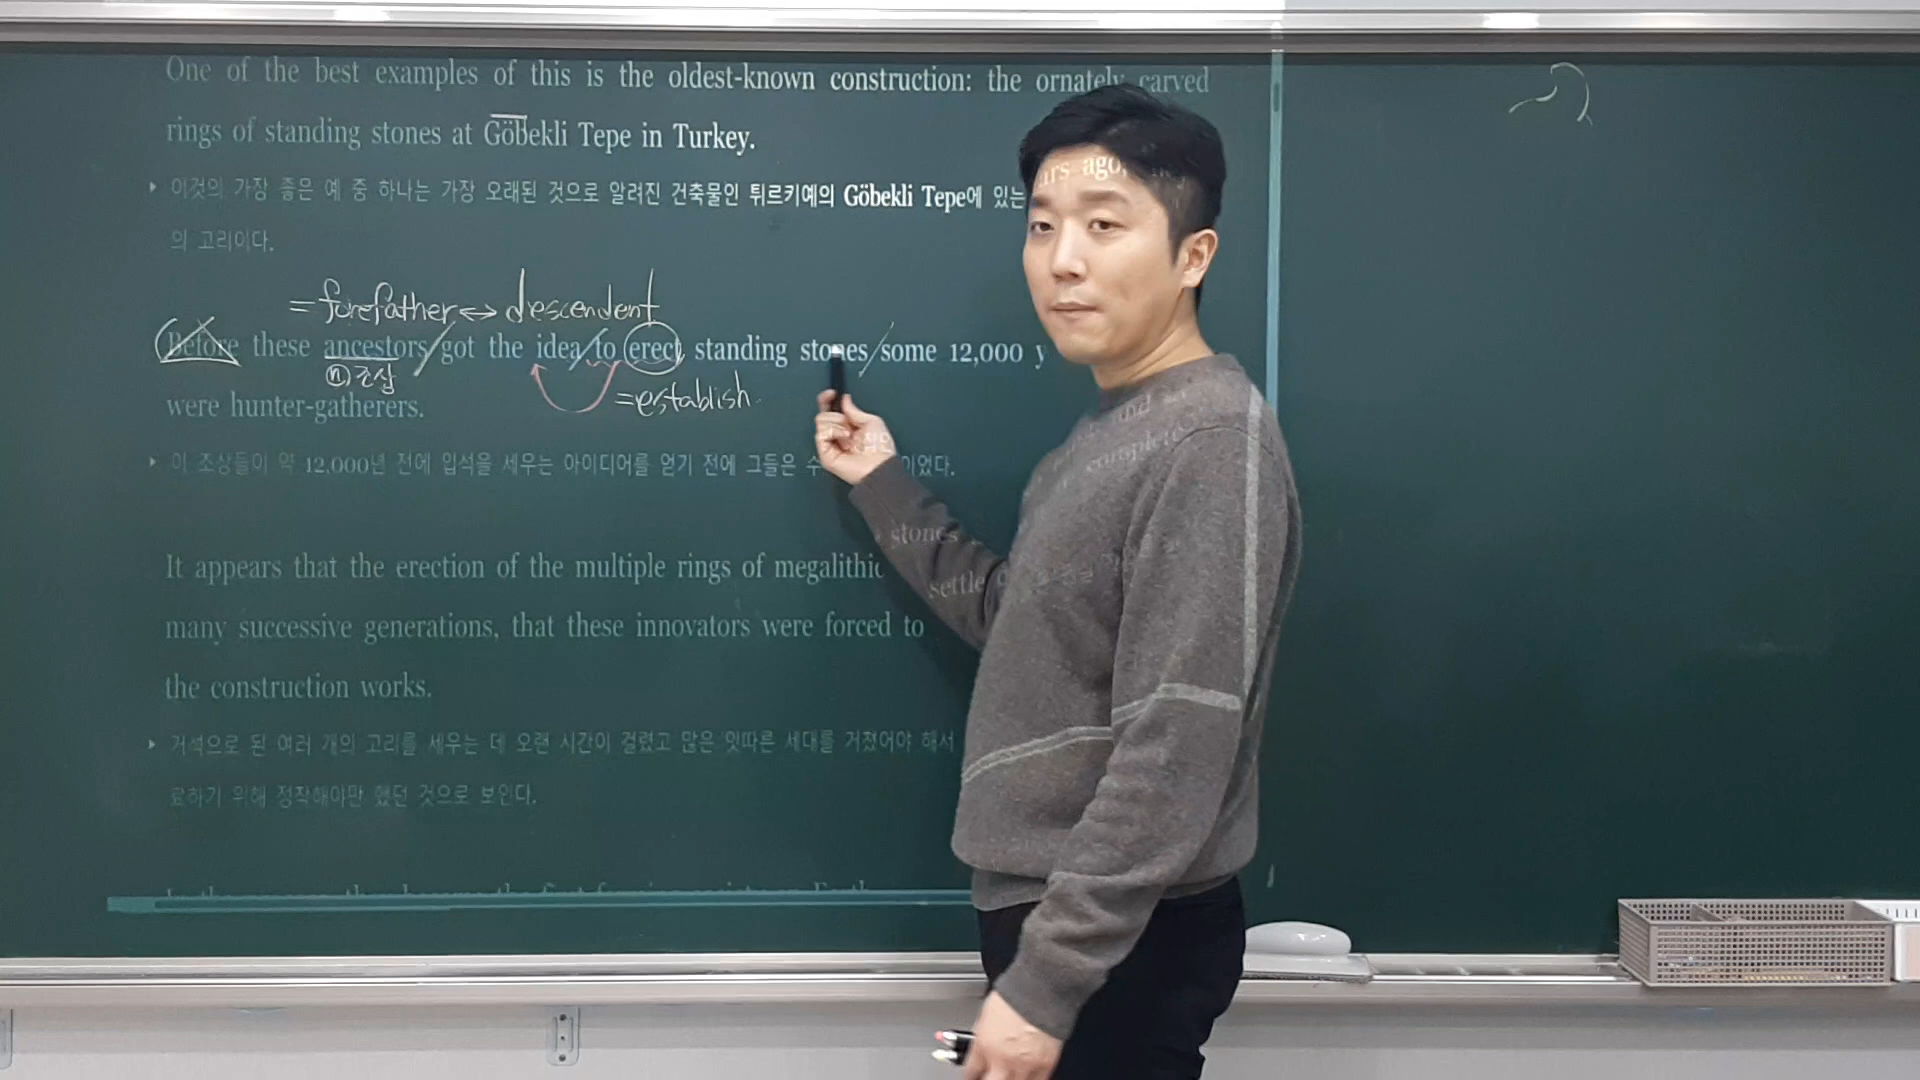 One of the best examples of this is the oldest-known construction: the ornately carved
rings of standing stones at Göbekli Tepe in Turkey.
▸ 이것의 가장 좋은 예 중 하나는 가장 오래된 것으로 알려진 건축물인 튀르키예의 Göbekli Tepe에 있는
의 고리이다.
= forefather ↔ descendent
Before these ancestors got the idea to erect standing stones some 12,000 y ars ago,
ⓝ 조상
= establish
were hunter-gatherers.
▸ 이 조상들이 약 12,000년 전에 입석을 세우는 아이디어를 얻기 전에 그들은 수 이었다.
It appears that the erection of the multiple rings of megalithic stones
many successive generations, that these innovators were forced to settle
the construction works.
▸ 거석으로 된 여러 개의 고리를 세우는 데 오랜 시간이 걸렸고 많은 잇따른 세대를 거쳤어야 해서
료하기 위해 정착해야만 했던 것으로 보인다.